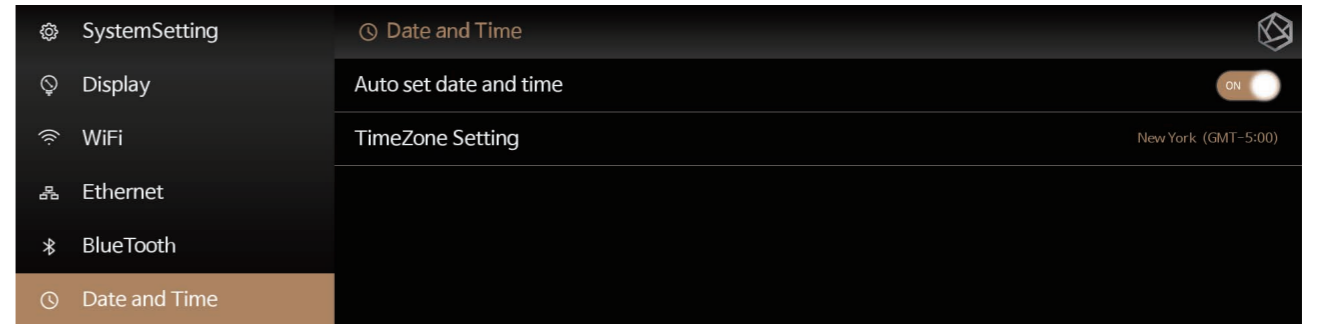 SystemSetting
Display
WiFi
Ethernet
BlueTooth
Date and Time
Date and Time
Auto set date and time
ON
TimeZone Setting
New York (GMT-5:00)